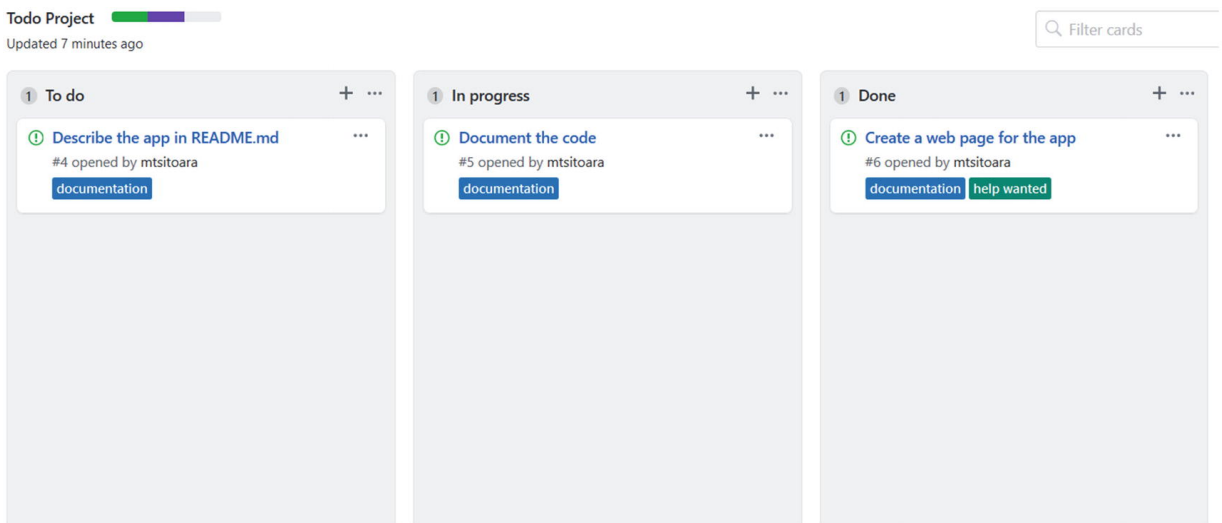 Todo Project
Updated 7 minutes ago
Filter cards
1 To do
Describe the app in README.md
#4 opened by mtsitoara
documentation
1 In progress
Document the code
#5 opened by mtsitoara
documentation
1 Done
Create a web page for the app
#6 opened by mtsitoara
documentation help wanted